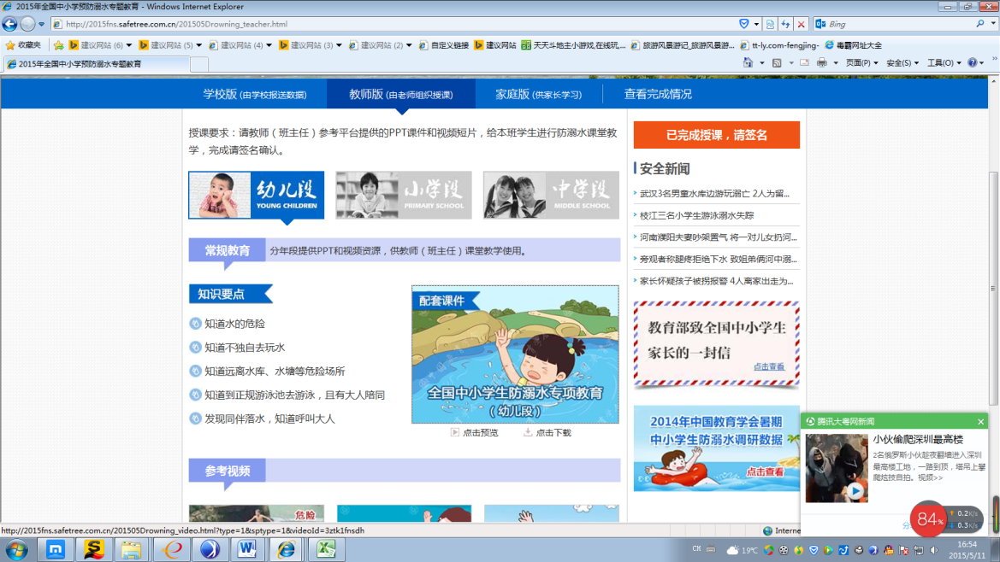 2015年全国中小学预防溺水专题教育 - Windows Internet Explorer
http://2015fns.safetree.com.cn/201505Drowning_teacher.html
Bing
收藏夹 建议网站 (6) 建议网站 (5) 建议网站 (4) 建议网站 (3) 建议网站 (2) 自定义链接 建议网站 天天斗地主小游戏,在线玩,... 旅游风景游记_旅游风景游... tt-ly.com-fengjing- 毒霸网址大全
2015年全国中小学预防溺水专题教育
页面(P) 安全(S) 工具(O)
学校版 (由学校报送数据) 教师版 (由老师组织授课) 家庭版 (供家长学习) 查看完成情况
授课要求：请教师（班主任）参考平台提供的PPT课件和视频短片，给本班学生进行防溺水课堂教
学，完成请签名确认。
幼儿段
YOUNG CHILDREN
小学段
PRIMARY SCHOOL
中学段
MIDDLE SCHOOL
常规教育 分年段提供PPT和视频资源，供教师（班主任）课堂教学使用。
知识要点
知道水的危险
知道不独自去玩水
知道远离水库、水塘等危险场所
知道到正规游泳池去游泳，且有大人陪同
发现同伴落水，知道呼叫大人
配套课件
全国中小学生防溺水专项教育
（幼儿段）
点击预览 点击下载
参考视频
危险
已完成授课，请签名
安全新闻
武汉3名男童水库边游玩溺亡 2人为留...
枝江三名小学生游泳溺水失踪
河南濮阳夫妻吵架置气 将一对儿女扔河...
旁观者称腿疼拒绝下水 致姐弟俩河中溺...
家长怀疑孩子被拐报警 4人离家出走为...
教育部致全国中小学生
家长的一封信
点击查看
2014年中国教育学会暑期
中小学生防溺水调研数据
点击查看
腾讯大粤网新闻
小伙偷爬深圳最高楼
2名俄罗斯小伙趁夜翻墙进入深圳
最高楼工地，一路到顶，塔吊上攀
爬炫技自拍。视频>>
84%
0.2K/s
0.3K/s
http://2015fns.safetree.com.cn/201505Drowning_video.html?type=1&sptype=1&videoId=3ztk1fnsdh
Interne
CH
19℃
16:54
2015/5/11